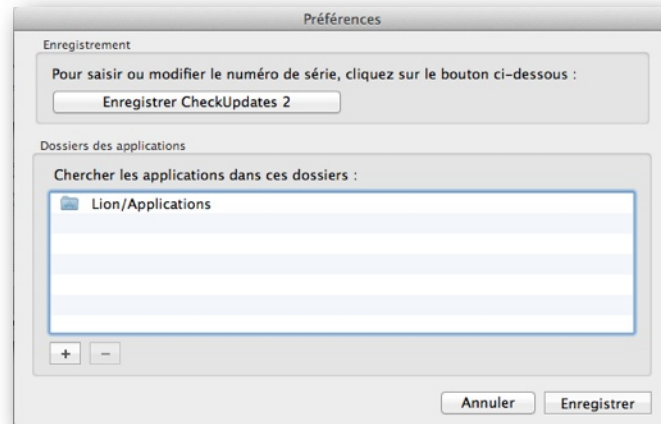 Préférences
Enregistrement
Pour saisir ou modifier le numéro de série, cliquez sur le bouton ci-dessous :
Enregistrer CheckUpdates 2
Dossiers des applications
Chercher les applications dans ces dossiers :
Lion/Applications
+ −
Annuler Enregistrer